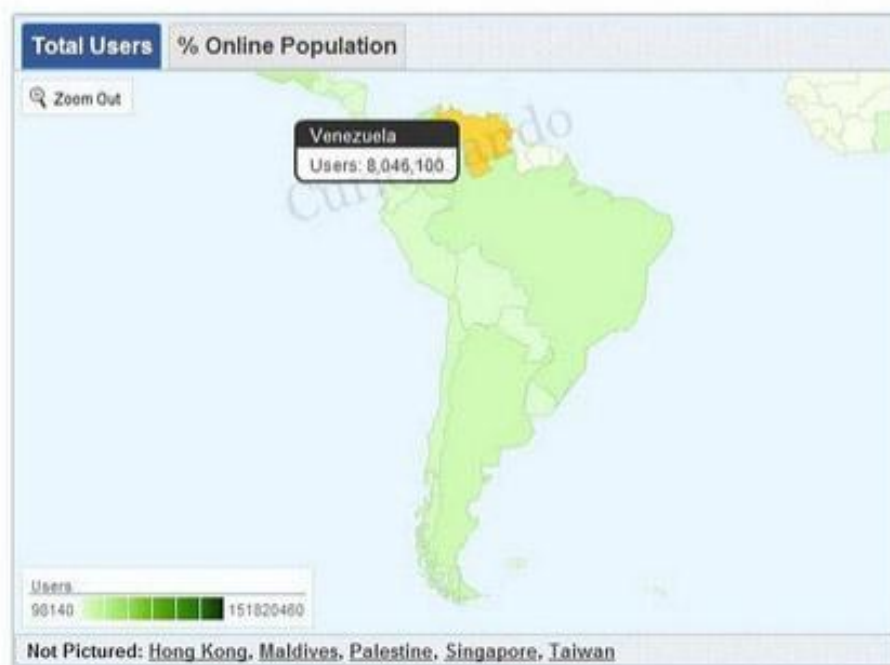 Total Users
% Online Population
Zoom Out
Venezuela
Users: 8,046,100
Users
98140
151820460
Not Pictured: Hong Kong, Maldives, Palestine, Singapore, Taiwan